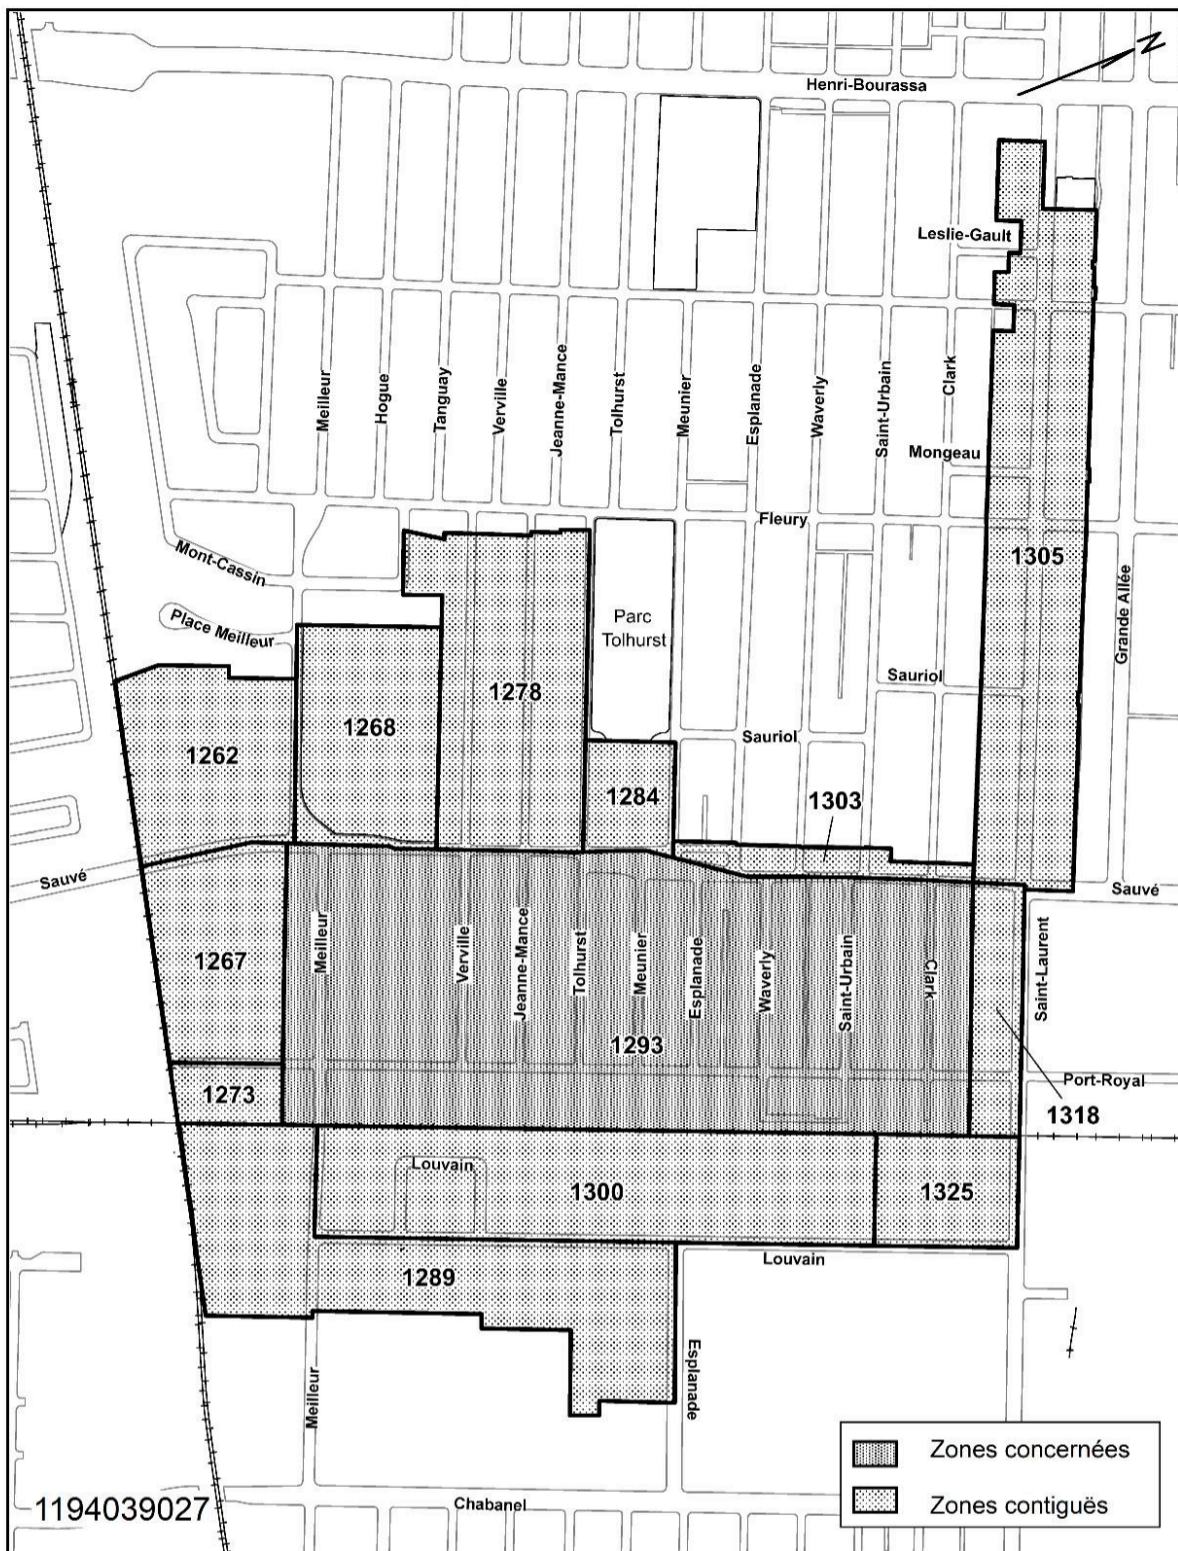 N
Henri-Bourassa
Leslie-Gault
Meilleur
Hogue
Tanguay
Verville
Jeanne-Mance
Tolhurst
Meunier
Esplanade
Waverly
Saint-Urbain
Clark
Mongeau
Fleury
1305
Mont-Cassin
Place Meilleur
Parc
Tolhurst
Grande Allée
Sauriol
1278
1268
1262
Sauriol
1284
1303
Sauvé
Sauvé
1267
Meilleur
Verville
Jeanne-Mance
Tolhurst
Meunier
Esplanade
Waverly
Saint-Urbain
Clark
Saint-Laurent
1293
Port-Royal
1273
1318
Louvain
1300
1325
Louvain
1289
Meilleur
Esplanade
Zones concernées
Zones contiguës
Chabanel
1194039027